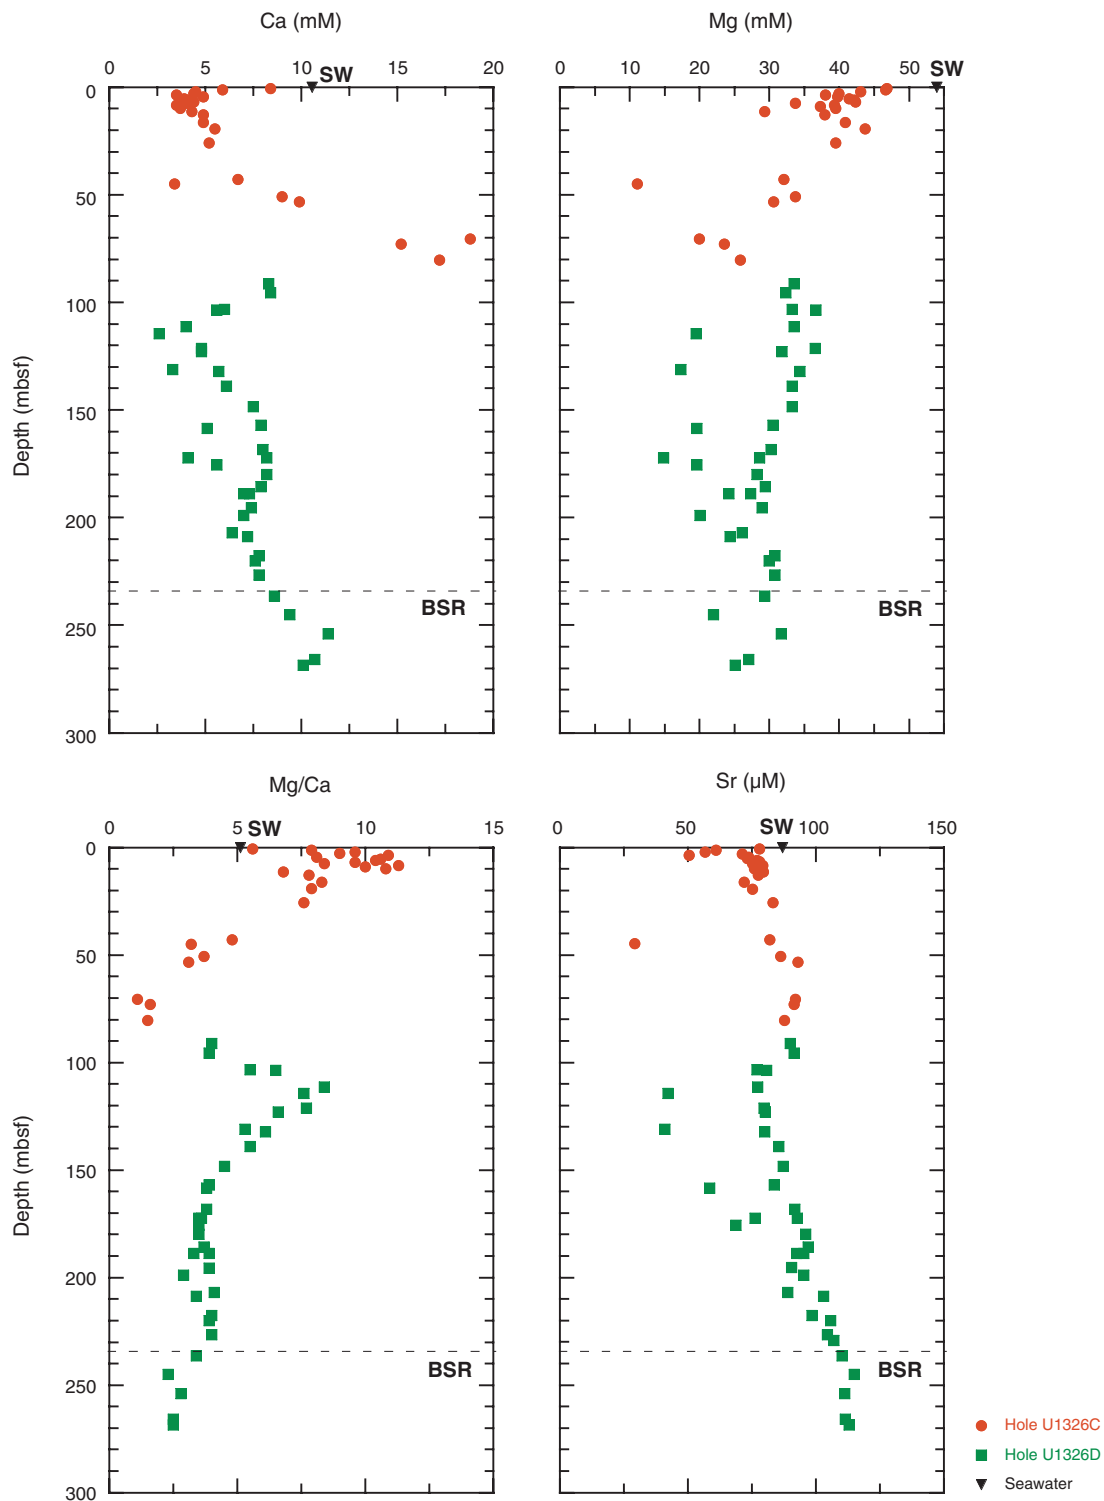 Ca (mM)
Mg (mM)
0 5 10 15 20
0 10 20 30 40 50
SW
SW
0
50
100
150
200
250
300
Depth (mbsf)
BSR
BSR
Mg/Ca
Sr (µM)
0 5 10 15
0 50 100 150
SW
SW
0
50
100
150
200
250
300
Depth (mbsf)
BSR
BSR
Hole U1326C
Hole U1326D
Seawater